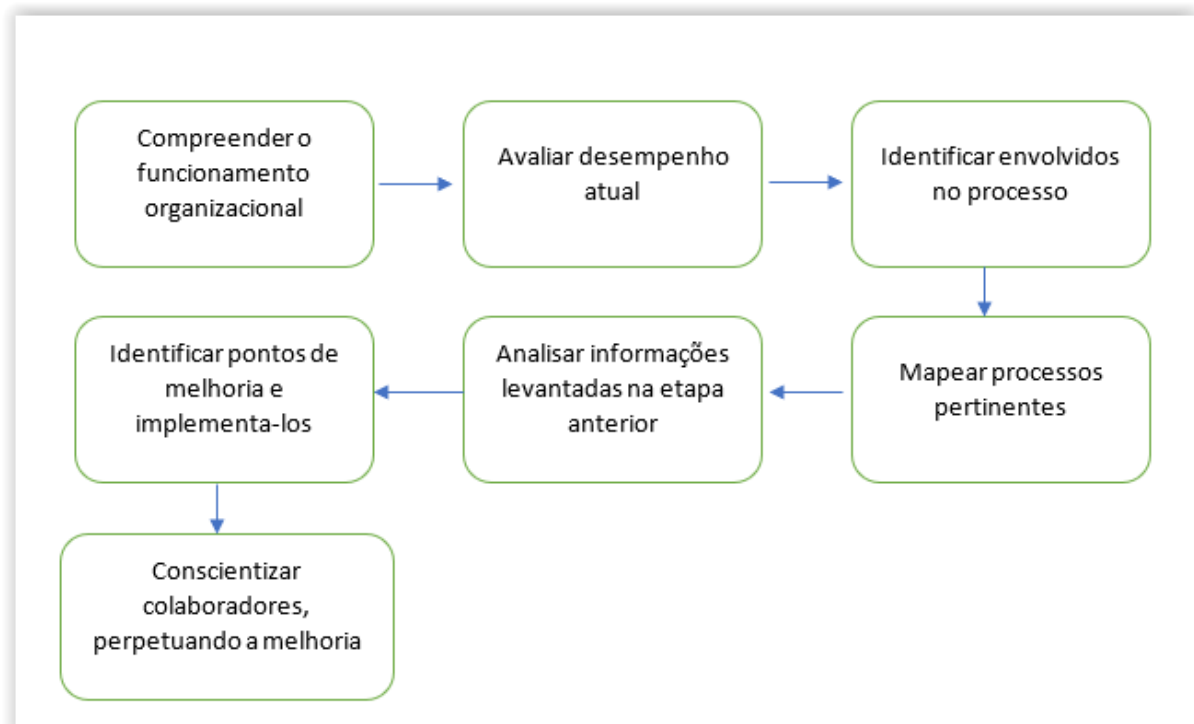 Compreender o
funcionamento
organizacional
Avaliar desempenho
atual
Identificar envolvidos
no processo
Mapear processos
pertinentes
Analisar informações
levantadas na etapa
anterior
Identificar pontos de
melhoria e
implementa-los
Conscientizar
colaboradores,
perpetuando a melhoria